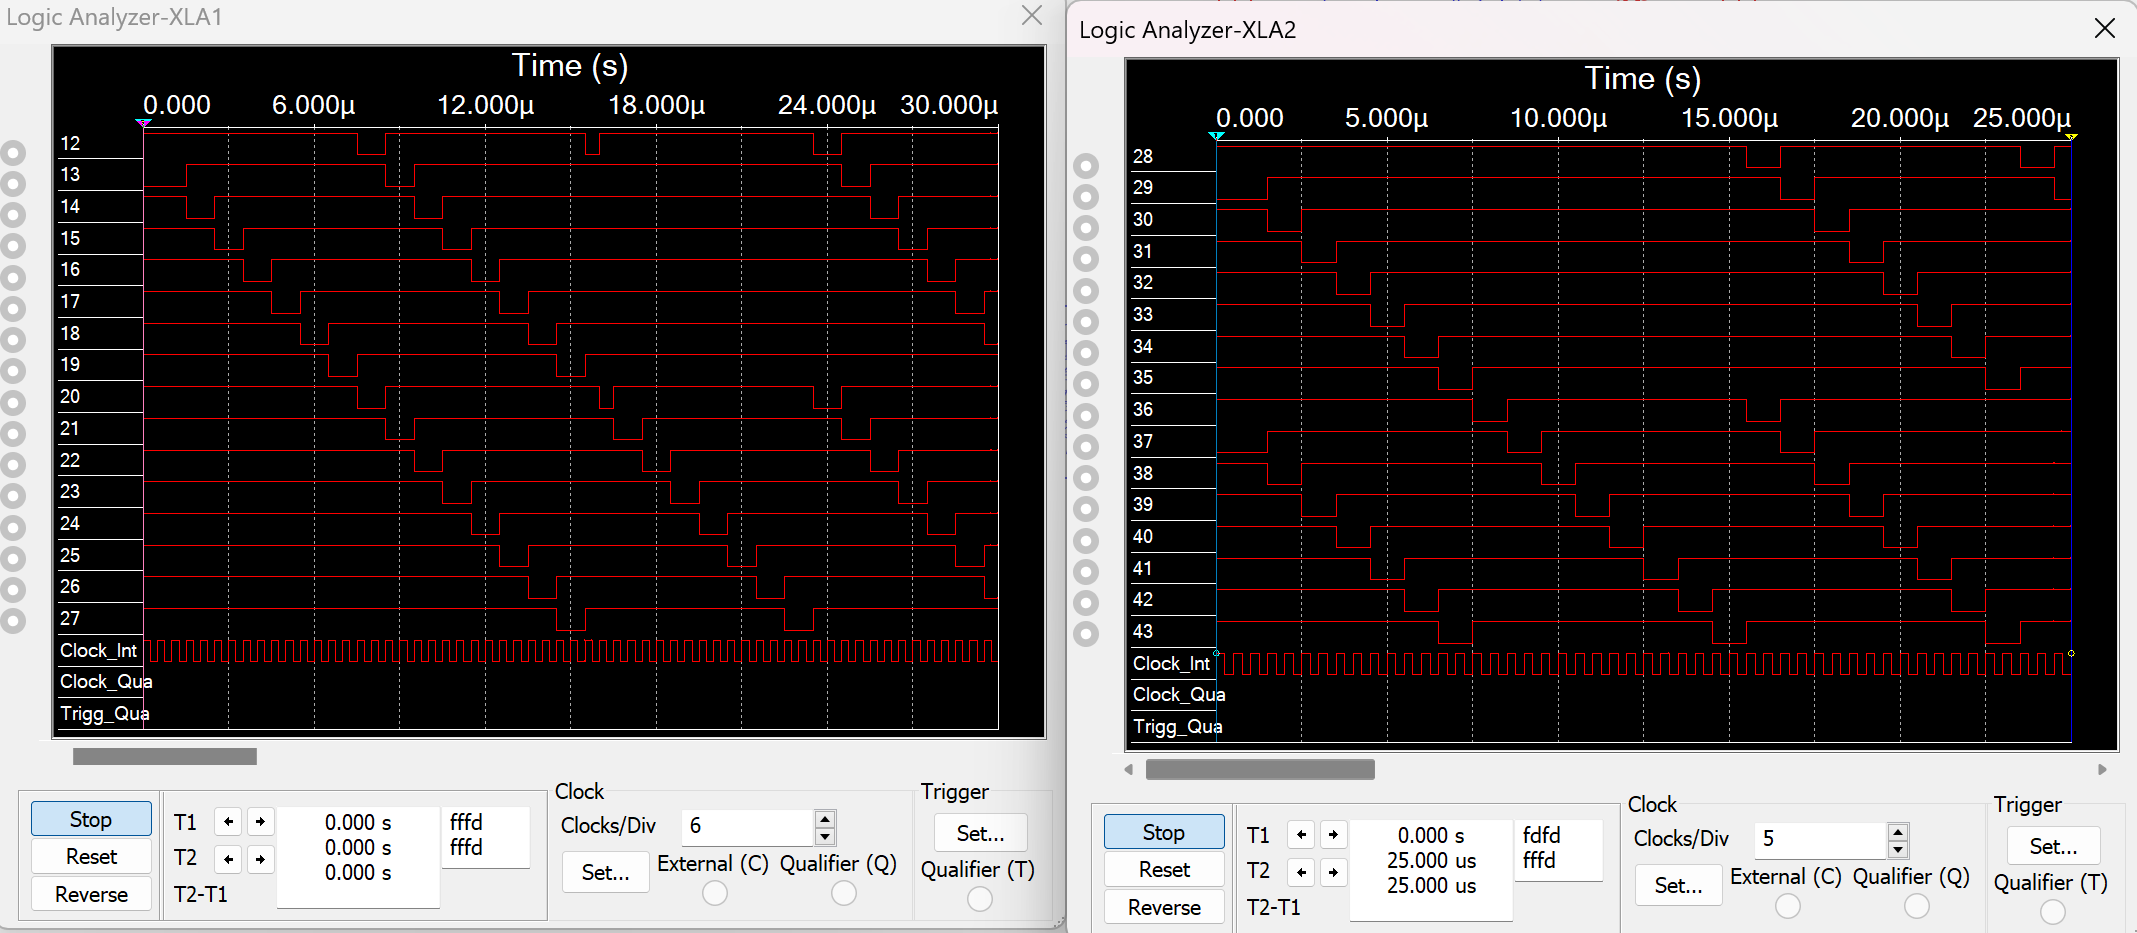 Logic Analyzer-XLA1
Time (s)
0.000 6.000µ 12.000µ 18.000µ 24.000µ 30.000µ
12
13
14
15
16
17
18
19
20
21
22
23
24
25
26
27
Clock_Int
Clock_Qua
Trigg_Qua
Stop
Reset
Reverse
T1 0.000 s fffd
T2 0.000 s fffd
T2-T1 0.000 s
Clock
Clocks/Div 6
Set... External (C) Qualifier (Q)
Trigger
Set...
Qualifier (T)
Logic Analyzer-XLA2
Time (s)
0.000 5.000µ 10.000µ 15.000µ 20.000µ 25.000µ
28
29
30
31
32
33
34
35
36
37
38
39
40
41
42
43
Clock_Int
Clock_Qua
Trigg_Qua
Stop
Reset
Reverse
T1 0.000 s fdfd
T2 25.000 us fffd
T2-T1 25.000 us
Clock
Clocks/Div 5
Set... External (C) Qualifier (Q)
Trigger
Set...
Qualifier (T)